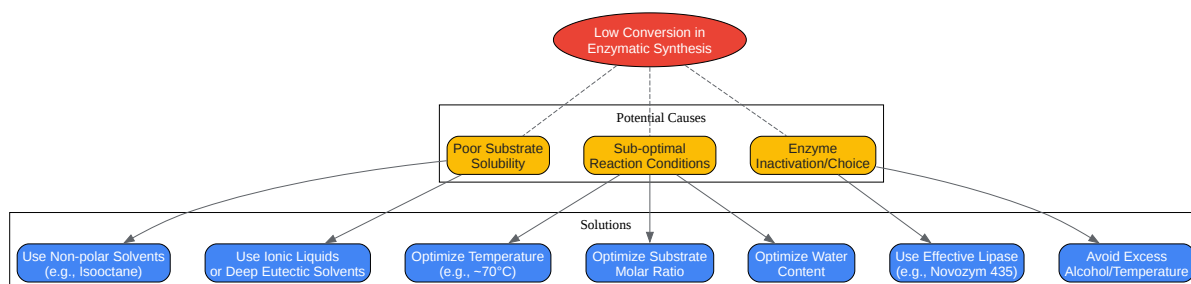 Low Conversion in
Enzymatic Synthesis
Potential Causes
Poor Substrate
Solubility
Sub-optimal
Reaction Conditions
Enzyme
Inactivation/Choice
Solutions
Use Non-polar Solvents
(e.g., Isooctane)
Use Ionic Liquids
or Deep Eutectic Solvents
Optimize Temperature
(e.g., ~70°C)
Optimize Substrate
Molar Ratio
Optimize Water
Content
Use Effective Lipase
(e.g., Novozym 435)
Avoid Excess
Alcohol/Temperature